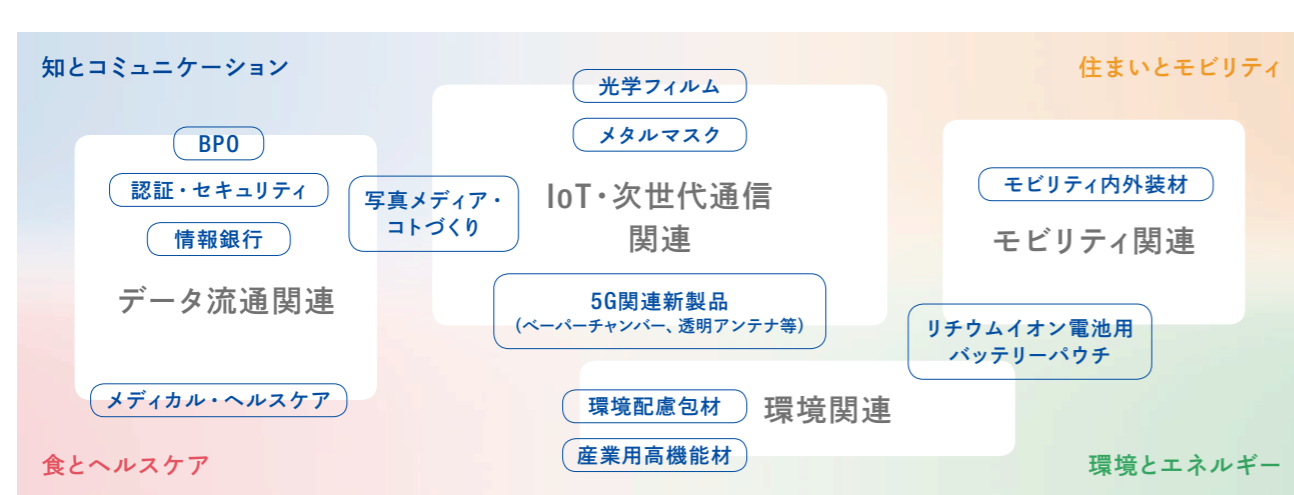 知とコミュニケーション
住まいとモビリティ
BPO
認証・セキュリティ
情報銀行
データ流通関連
メディカル・ヘルスケア
写真メディア・
コトづくり
光学フィルム
メタルマスク
IoT・次世代通信
関連
5G関連新製品
(ベーパーチャンバー、透明アンテナ等)
モビリティ内外装材
モビリティ関連
リチウムイオン電池用
バッテリーパウチ
環境配慮包材
環境関連
産業用高機能材
食とヘルスケア
環境とエネルギー